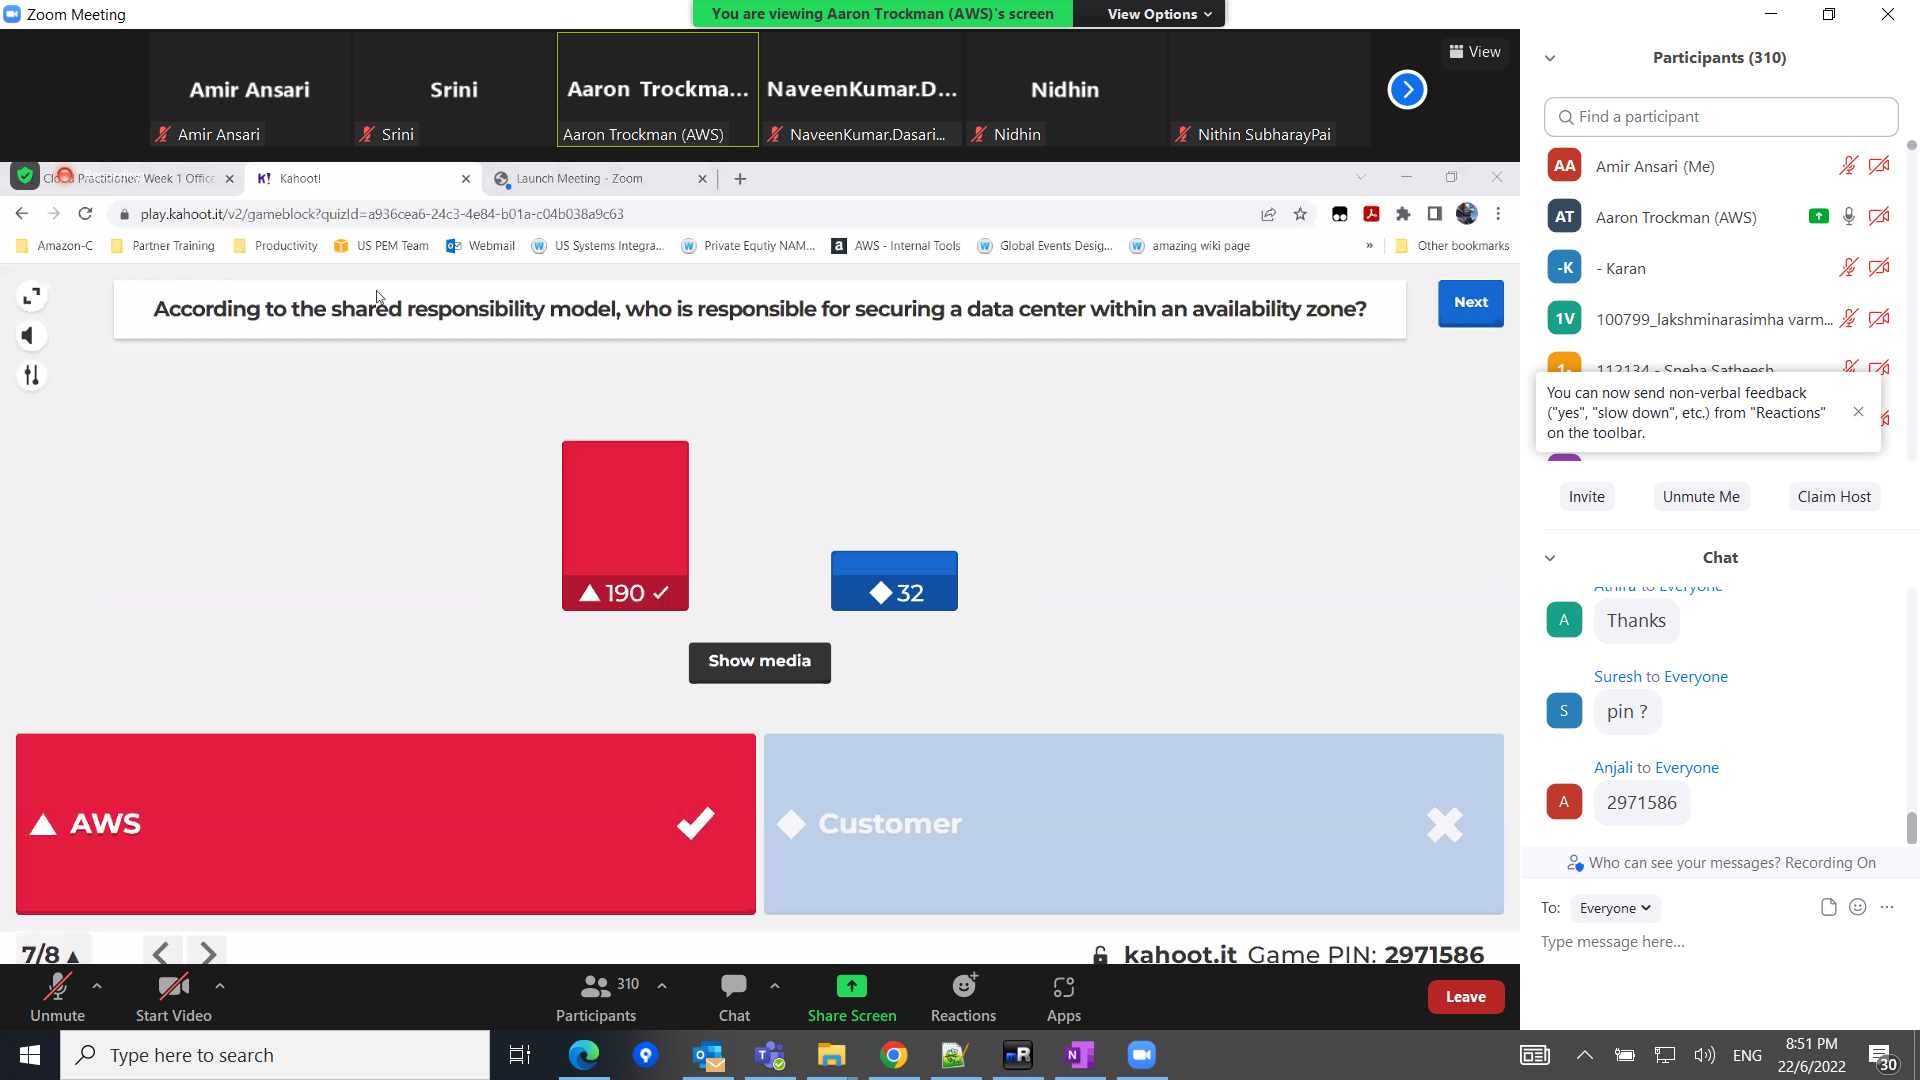 Zoom Meeting
You are viewing Aaron Trockman (AWS)'s screen
View Options
Amir Ansari
Amir Ansari
Srini
Srini
Aaron Trockma...
Aaron Trockman (AWS)
NaveenKumar.D...
NaveenKumar.Dasari...
Nidhin
Nidhin
Nithin SubharayPai
View
Practitioner Week 1 Office
K! Kahoot!
Launch Meeting - Zoom
play.kahoot.it/v2/gameblock?quizId=a936cea6-24c3-4e84-b01a-c04b038a9c63
Amazon-C
Partner Training
Productivity
US PEM Team
Webmail
US Systems Integra...
Private Equtiy NAM...
AWS - Internal Tools
Global Events Desig...
amazing wiki page
»
Other bookmarks
According to the shared responsibility model, who is responsible for securing a data center within an availability zone?
Next
190
32
Show media
AWS
Customer
7/8
kahoot.it Game PIN: 2971586
Unmute
Start Video
310
Participants
Chat
Share Screen
Reactions
Apps
Leave
Participants (310)
Find a participant
AA Amir Ansari (Me)
AT Aaron Trockman (AWS)
-K - Karan
1V 100799_lakshminarasimha varm...
112134 - Sneha Satheesh
You can now send non-verbal feedback
("yes", "slow down", etc.) from "Reactions"
on the toolbar.
Invite
Unmute Me
Claim Host
Chat
Athira to Everyone
A
Thanks
Suresh to Everyone
S
pin ?
Anjali to Everyone
A
2971586
Who can see your messages? Recording On
To: Everyone
Type message here...
Type here to search
mR
N
ENG
8:51 PM
22/6/2022
30